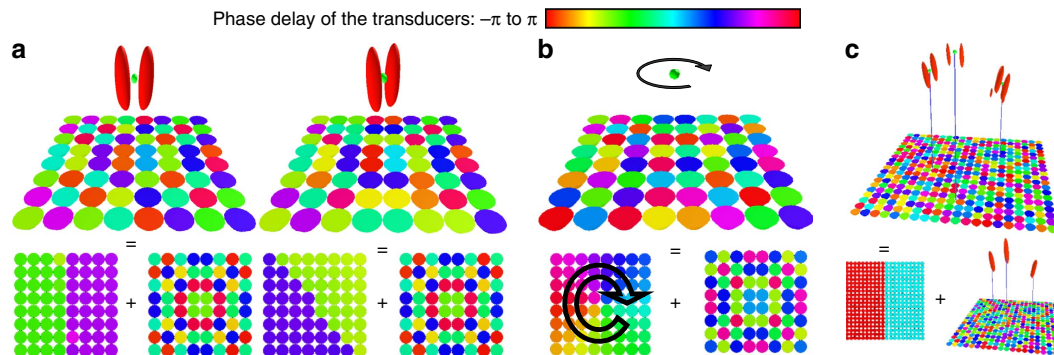 Phase delay of the transducers: –π to π
a
b
c
=
=
=
=
+
+
+
+